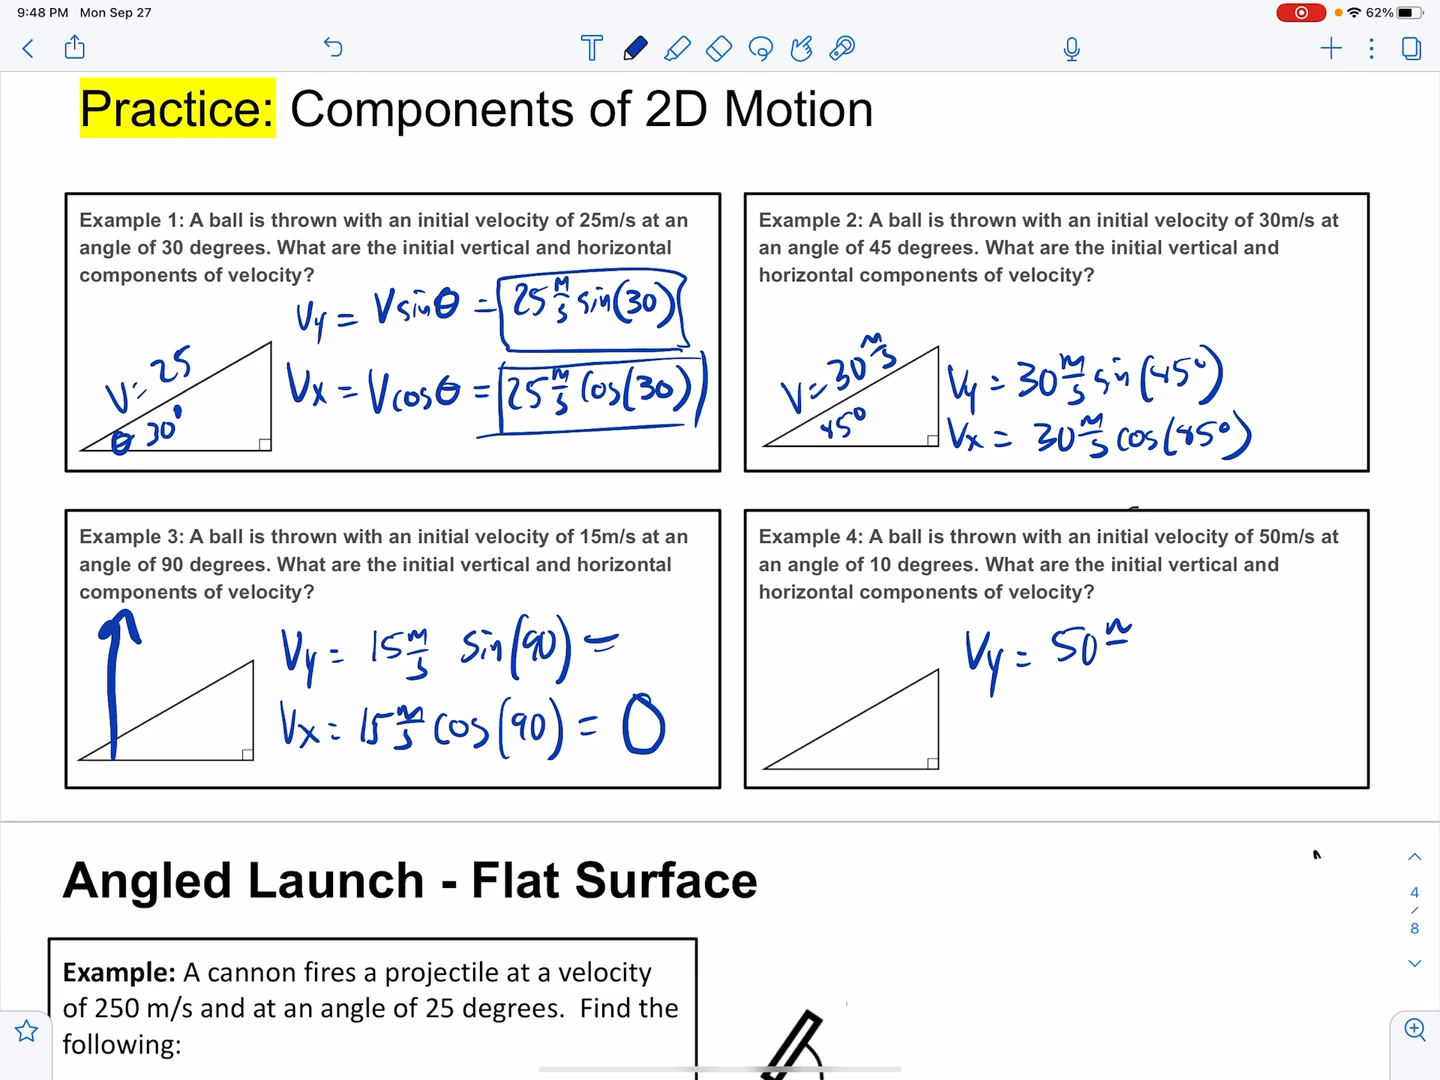 9:48 PM Mon Sep 27
62%
Practice: Components of 2D Motion
Example 1: A ball is thrown with an initial velocity of 25m/s at an
angle of 30 degrees. What are the initial vertical and horizontal
components of velocity?
Vy = Vsinθ = 25 m/s sin(30)
Vx = Vcosθ = 25 m/s cos(30)
V = 25
θ 30°
Example 2: A ball is thrown with an initial velocity of 30m/s at
an angle of 45 degrees. What are the initial vertical and
horizontal components of velocity?
V = 30 m/s
45°
Vy = 30 m/s sin(45°)
Vx = 30 m/s cos(45°)
Example 3: A ball is thrown with an initial velocity of 15m/s at an
angle of 90 degrees. What are the initial vertical and horizontal
components of velocity?
Vy = 15 m/s sin(90) =
Vx = 15 m/s cos(90) = 0
Example 4: A ball is thrown with an initial velocity of 50m/s at
an angle of 10 degrees. What are the initial vertical and
horizontal components of velocity?
Vy = 50 m
Angled Launch - Flat Surface
4
/
8
Example: A cannon fires a projectile at a velocity
of 250 m/s and at an angle of 25 degrees. Find the
following: